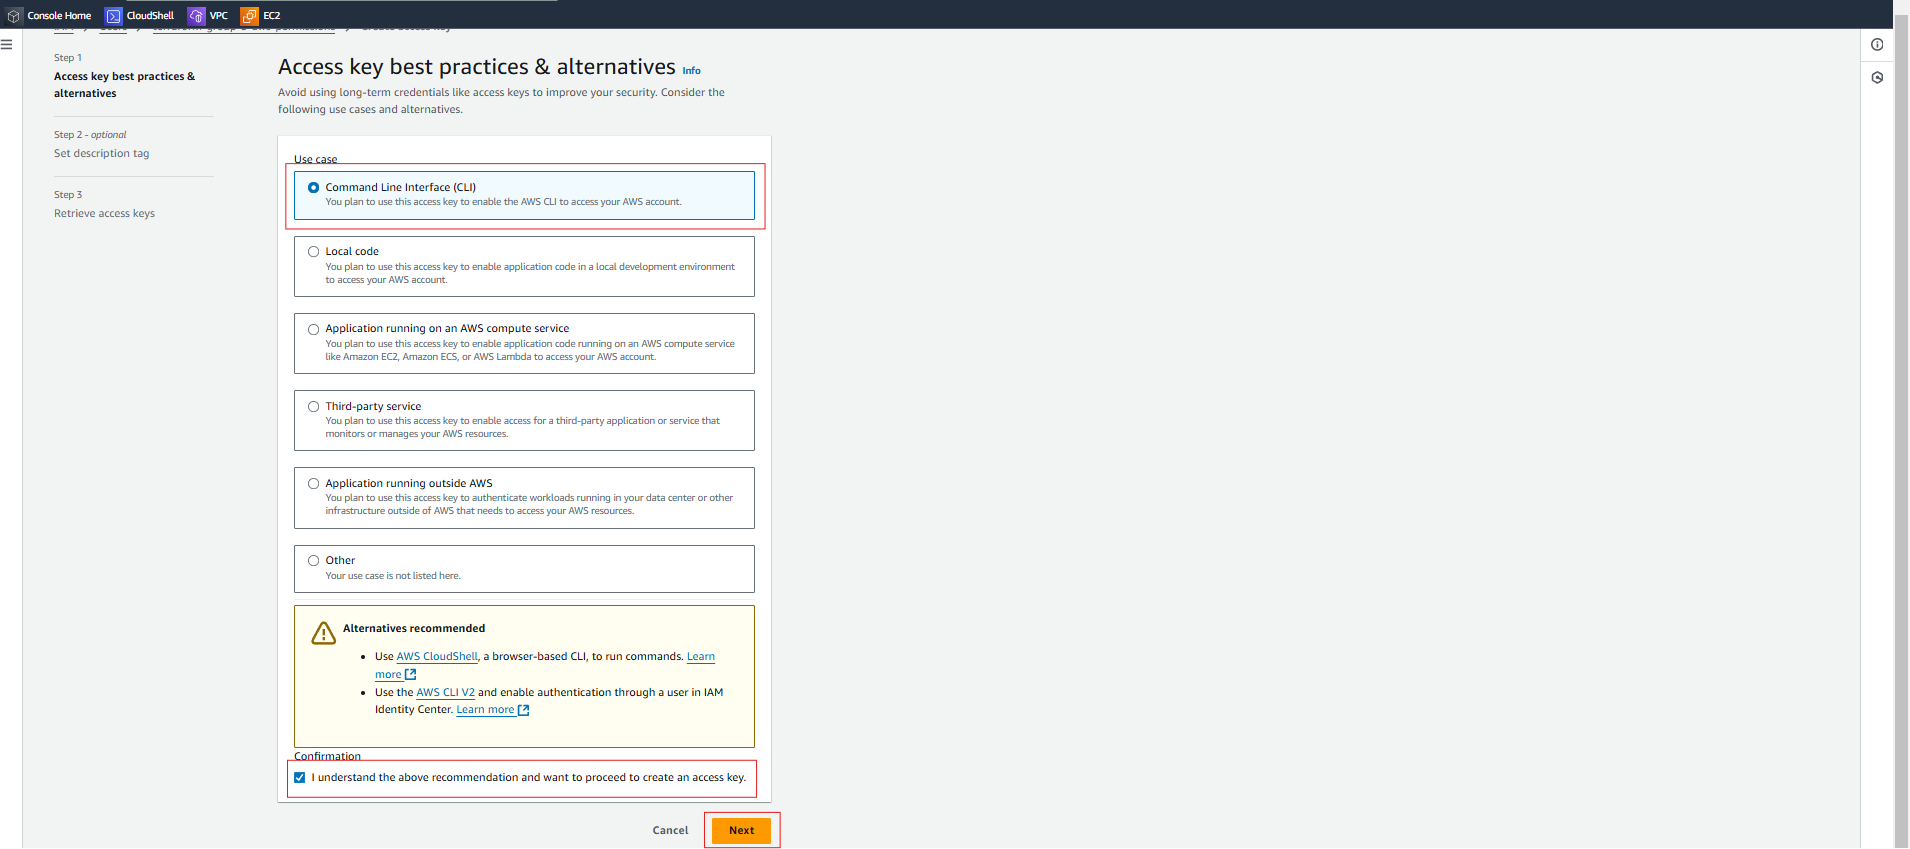 Console Home CloudShell VPC EC2
IAM Users terraform-group-5-aws-permissions Create access key
Step 1
Access key best practices &
alternatives
Step 2 - optional
Set description tag
Step 3
Retrieve access keys
Access key best practices & alternatives Info
Avoid using long-term credentials like access keys to improve your security. Consider the
following use cases and alternatives.
Use case
Command Line Interface (CLI)
You plan to use this access key to enable the AWS CLI to access your AWS account.
Local code
You plan to use this access key to enable application code in a local development environment
to access your AWS account.
Application running on an AWS compute service
You plan to use this access key to enable application code running on an AWS compute service
like Amazon EC2, Amazon ECS, or AWS Lambda to access your AWS account.
Third-party service
You plan to use this access key to enable access for a third-party application or service that
monitors or manages your AWS resources.
Application running outside AWS
You plan to use this access key to authenticate workloads running in your data center or other
infrastructure outside of AWS that needs to access your AWS resources.
Other
Your use case is not listed here.
Alternatives recommended
• Use AWS CloudShell, a browser-based CLI, to run commands. Learn
more
• Use the AWS CLI V2 and enable authentication through a user in IAM
Identity Center. Learn more
Confirmation
I understand the above recommendation and want to proceed to create an access key.
Cancel Next